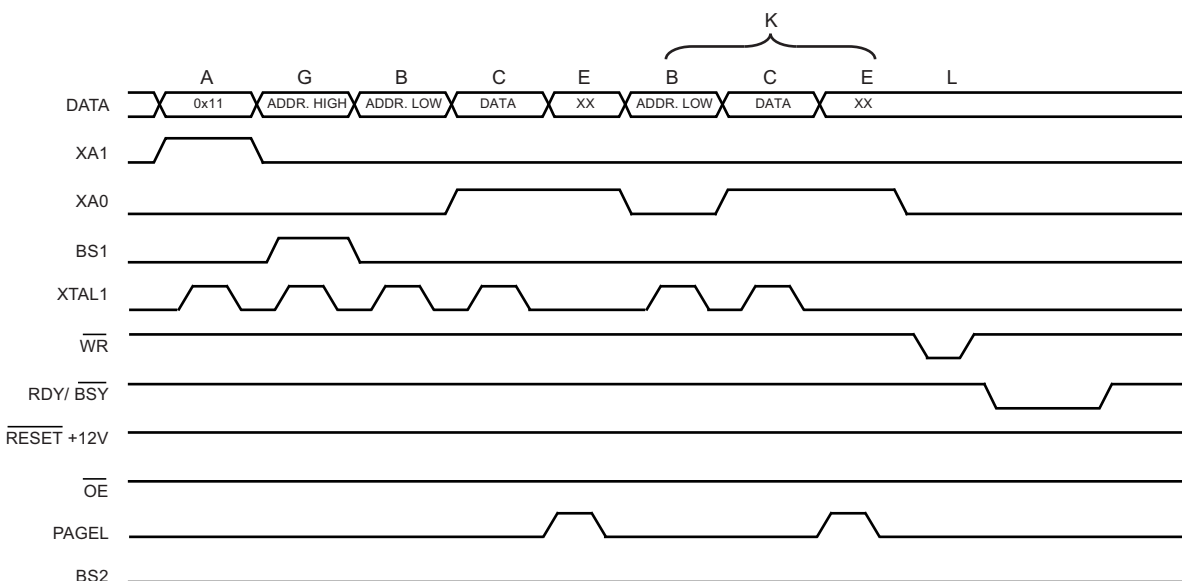 K
A G B C E B C E L
DATA 0x11 ADDR. HIGH ADDR. LOW DATA XX ADDR. LOW DATA XX
XA1
XA0
BS1
XTAL1
WR
RDY/ BSY
RESET +12V
OE
PAGEL
BS2